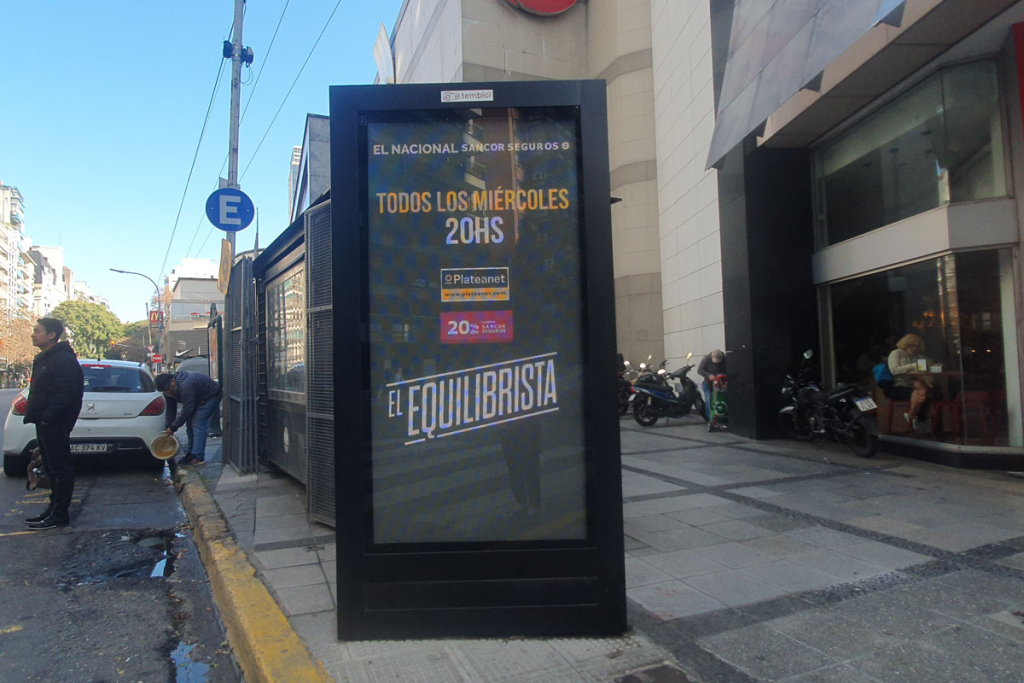 tembici
EL NACIONAL SANCOR SEGUROS
TODOS LOS MIÉRCOLES
20HS
Plateanet
www.plateanet.com
20%
SANCOR
SEGUROS
EL EQUILIBRISTA
E